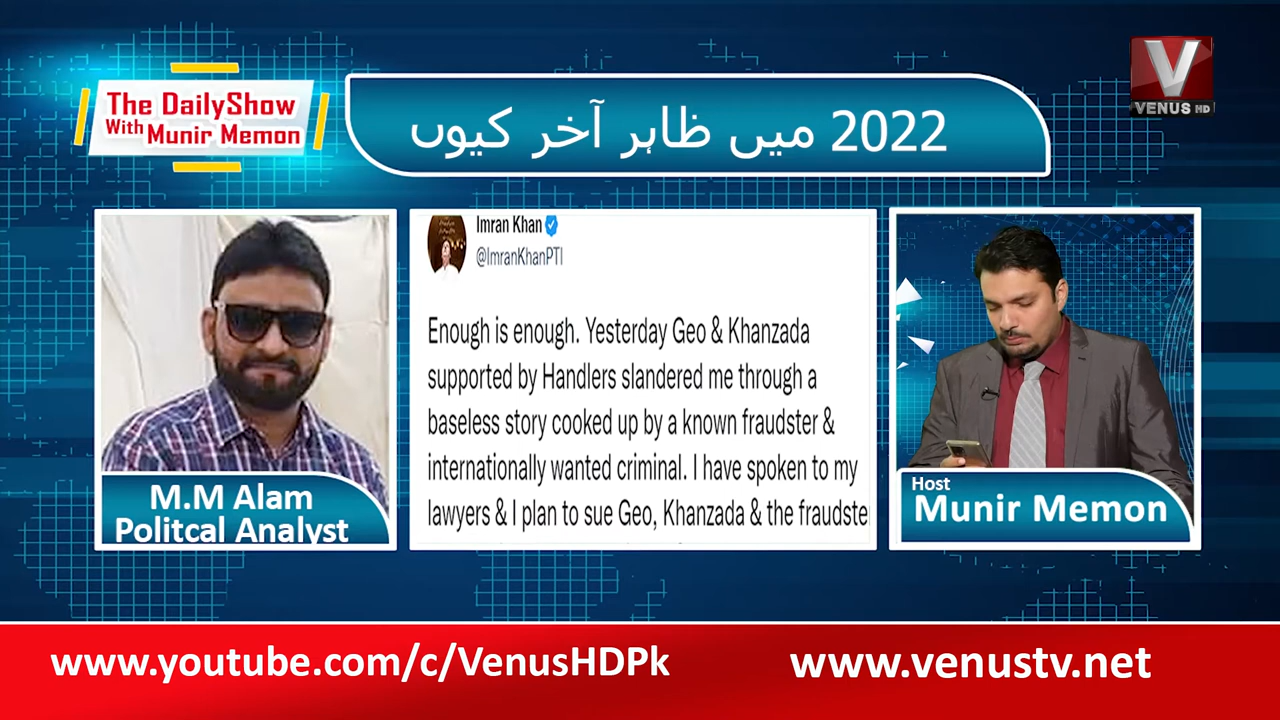 The DailyShow
With Munir Memon
2022 میں ظاہر آخر کیوں
V
VENUS HD
Imran Khan
@ImranKhanPTI
Enough is enough. Yesterday Geo & Khanzada
supported by Handlers slandered me through a
baseless story cooked up by a known fraudster &
internationally wanted criminal. I have spoken to my
lawyers & I plan to sue Geo, Khanzada & the fraudste
M.M Alam
Politcal Analyst
Host
Munir Memon
www.youtube.com/c/VenusHDPk
www.venustv.net